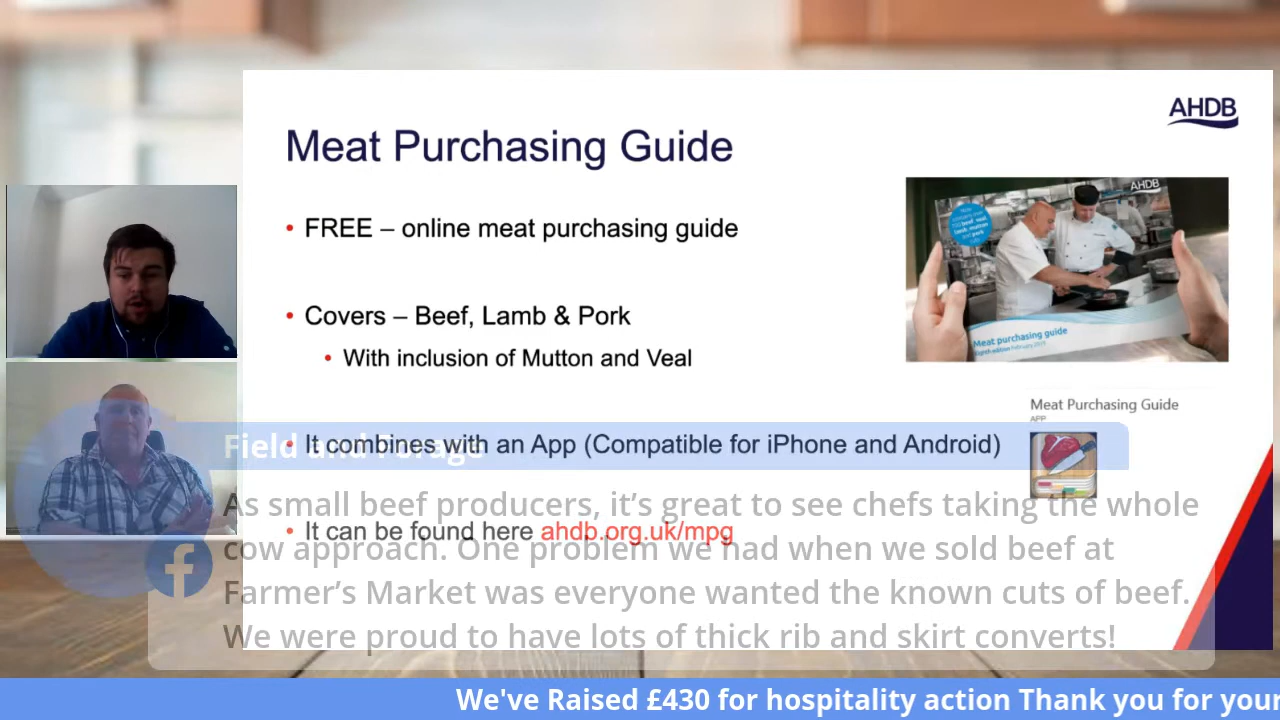 AHDB
Meat Purchasing Guide
• FREE – online meat purchasing guide
• Covers – Beef, Lamb & Pork
• With inclusion of Mutton and Veal
• It combines with an App (Compatible for iPhone and Android)
• It can be found here ahdb.org.uk/mpg
AHDB
Meat purchasing guide
Eighth edition February 2019
Meat Purchasing Guide
APP
Field and Forage
As small beef producers, it’s great to see chefs taking the whole
cow approach. One problem we had when we sold beef at
Farmer’s Market was everyone wanted the known cuts of beef.
We were proud to have lots of thick rib and skirt converts!
We've Raised £430 for hospitality action Thank you for your